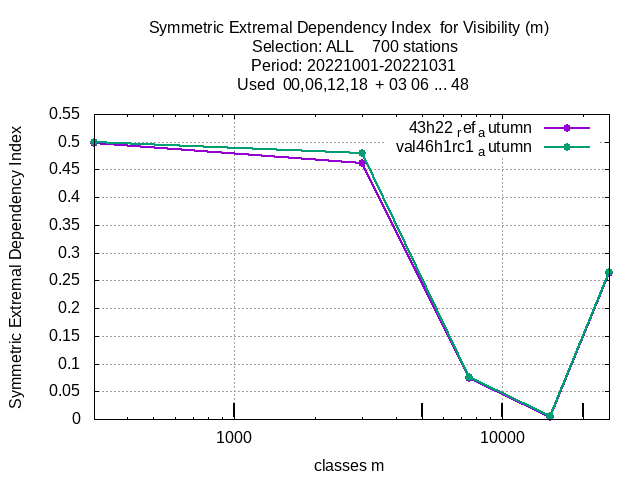 Symmetric Extremal Dependency Index for Visibility (m)
Selection: ALL 700 stations
Period: 20221001-20221031
Used 00,06,12,18 + 03 06 ... 48
43h22 refautumn
val46h1rc1 autumn
Symmetric Extremal Dependency Index
0.55
0.5
0.45
0.4
0.35
0.3
0.25
0.2
0.15
0.1
0.05
0
1000
10000
classes m